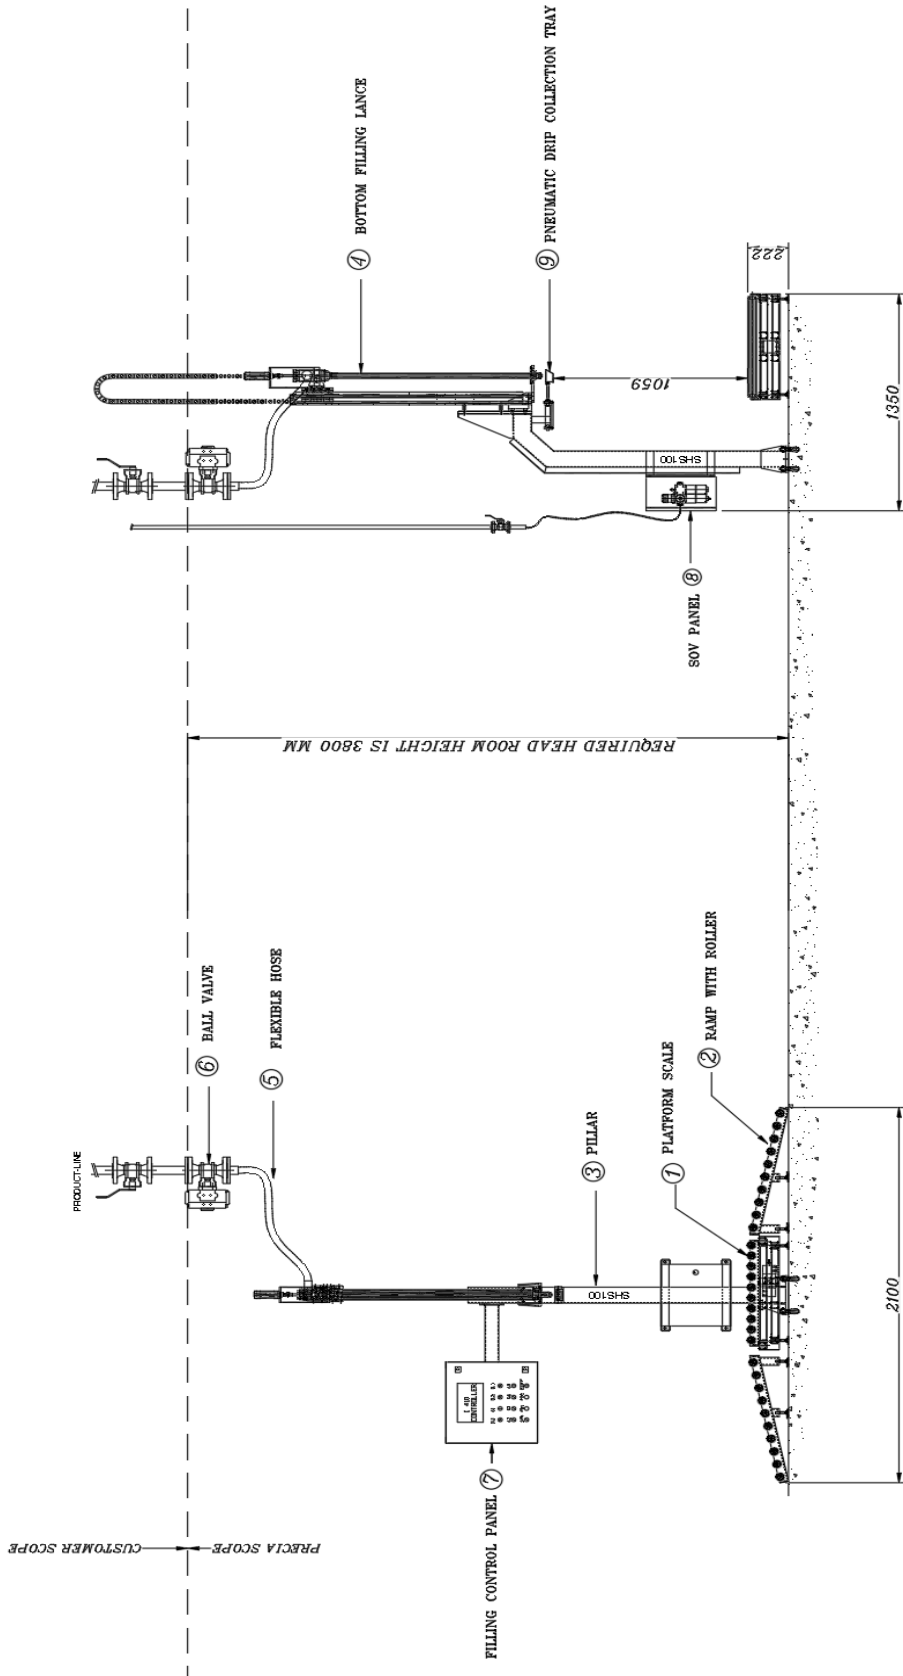 CUSTOMER SCOPE
PRECIA SCOPE
PRODUCT-LINE
⑥ BALL VALVE
⑤ FLEXIBLE HOSE
FILLING CONTROL PANEL ⑦
CONTROLLER
③ PILLAR
SHS100
① PLATFORM SCALE
② RAMP WITH ROLLER
2100
REQUIRED HEAD ROOM HEIGHT IS 3800 MM
④ BOTTOM FILLING LANCE
⑨ PNEUMATIC DRIP COLLECTION TRAY
SOV PANEL ⑧
SHS100
1059
222
1350